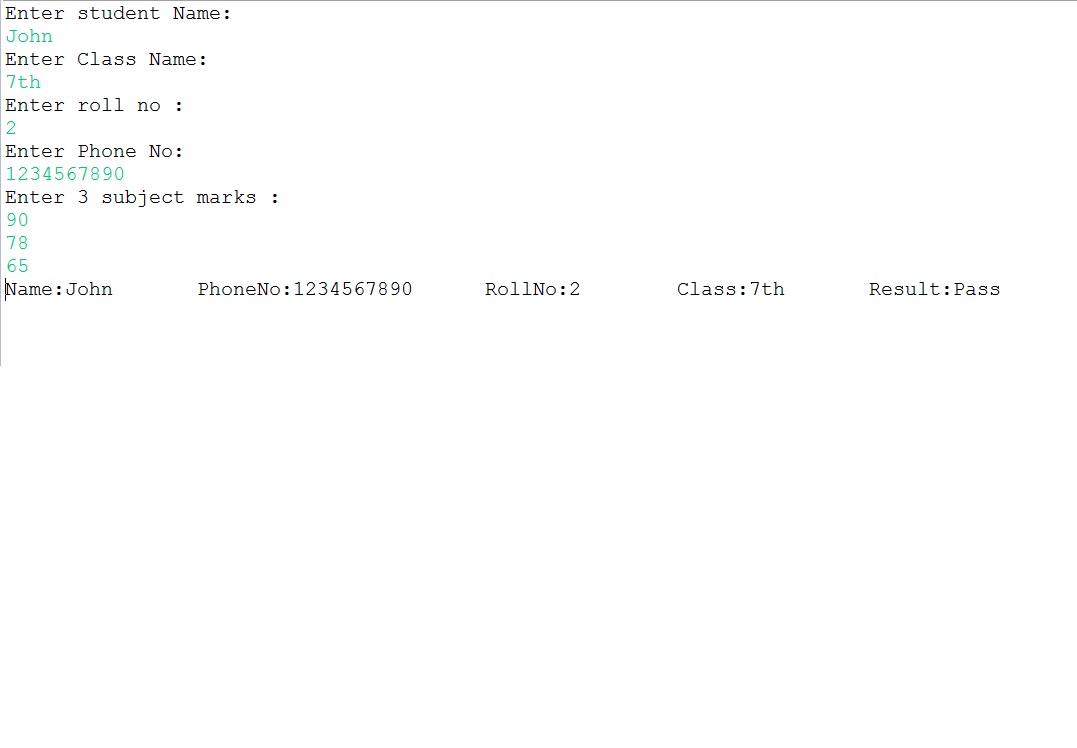 Enter student Name:
John
Enter Class Name:
7th
Enter roll no :
2
Enter Phone No:
1234567890
Enter 3 subject marks :
90
78
65
Name:John PhoneNo:1234567890 RollNo:2 Class:7th Result:Pass